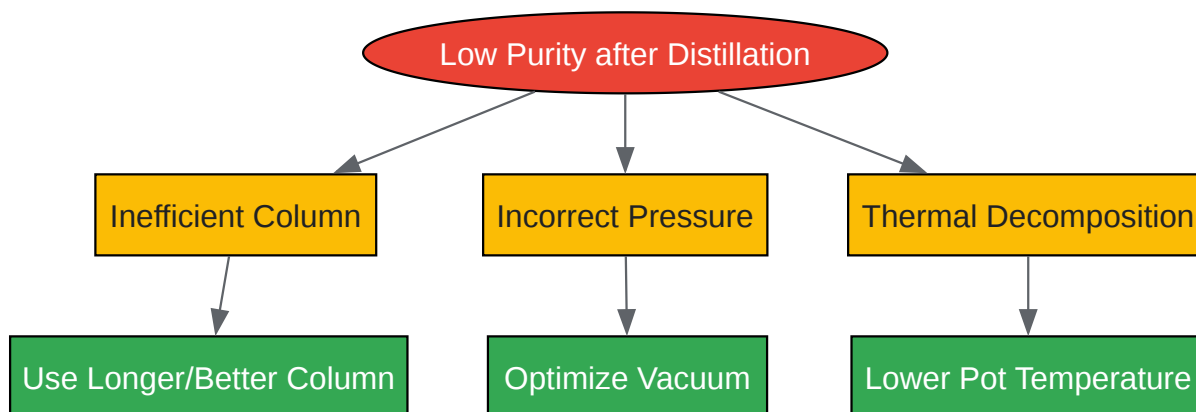 Low Purity after Distillation
Inefficient Column
Incorrect Pressure
Thermal Decomposition
Use Longer/Better Column
Optimize Vacuum
Lower Pot Temperature